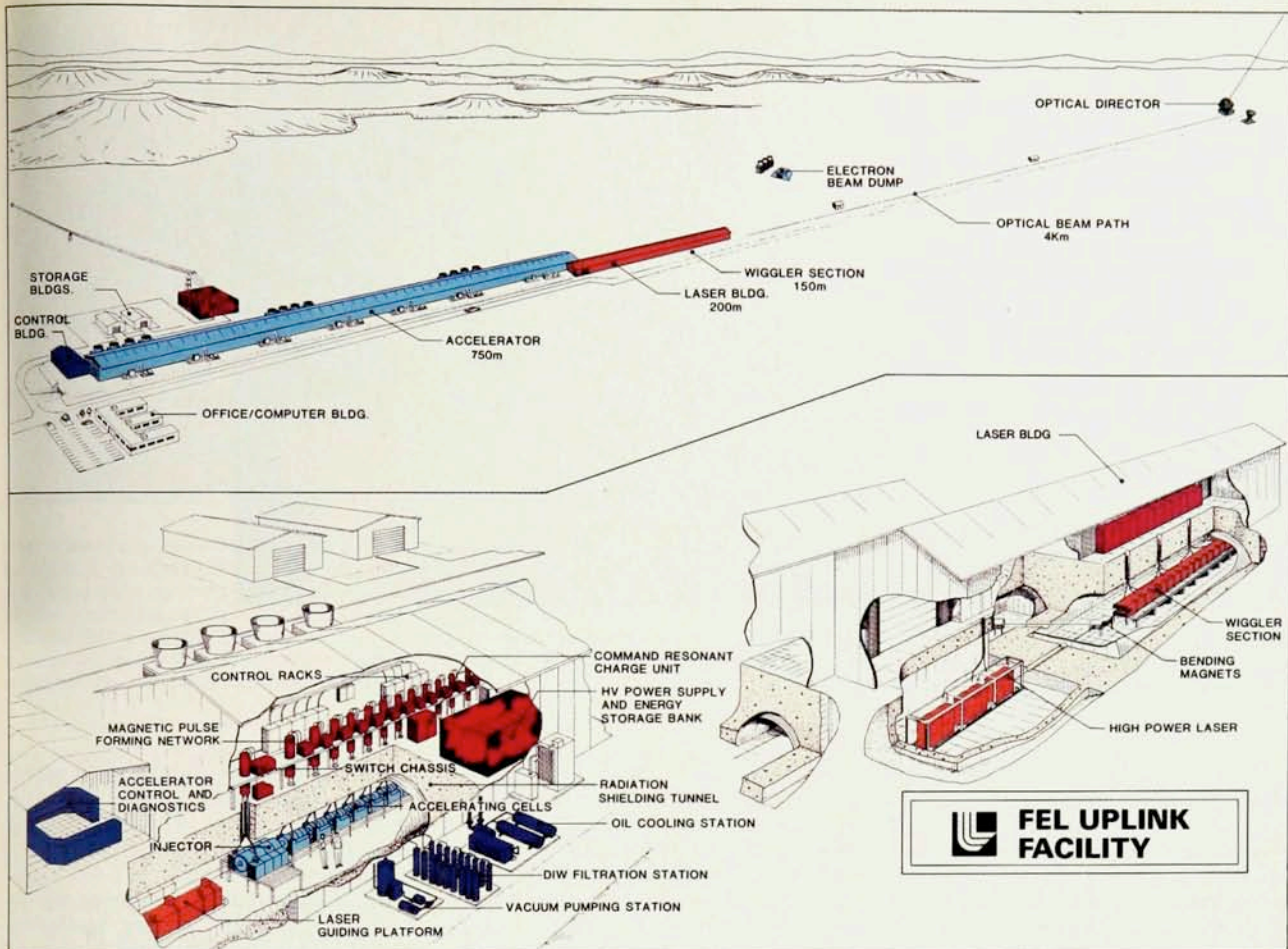 OPTICAL DIRECTOR
ELECTRON
BEAM DUMP
OPTICAL BEAM PATH
4Km
WIGGLER SECTION
150m
LASER BLDG.
200m
STORAGE
BLDGS.
CONTROL
BLDG.
ACCELERATOR
750m
OFFICE/COMPUTER BLDG.
LASER BLDG
WIGGLER
SECTION
BENDING
MAGNETS
HIGH POWER LASER
COMMAND RESONANT
CHARGE UNIT
CONTROL RACKS
HV POWER SUPPLY
AND ENERGY
STORAGE BANK
MAGNETIC PULSE
FORMING NETWORK
SWITCH CHASSIS
ACCELERATOR
CONTROL AND
DIAGNOSTICS
RADIATION
SHIELDING TUNNEL
ACCELERATING CELLS
OIL COOLING STATION
INJECTOR
DIW FILTRATION STATION
VACUUM PUMPING STATION
LASER
GUIDING PLATFORM
FEL UPLINK
FACILITY